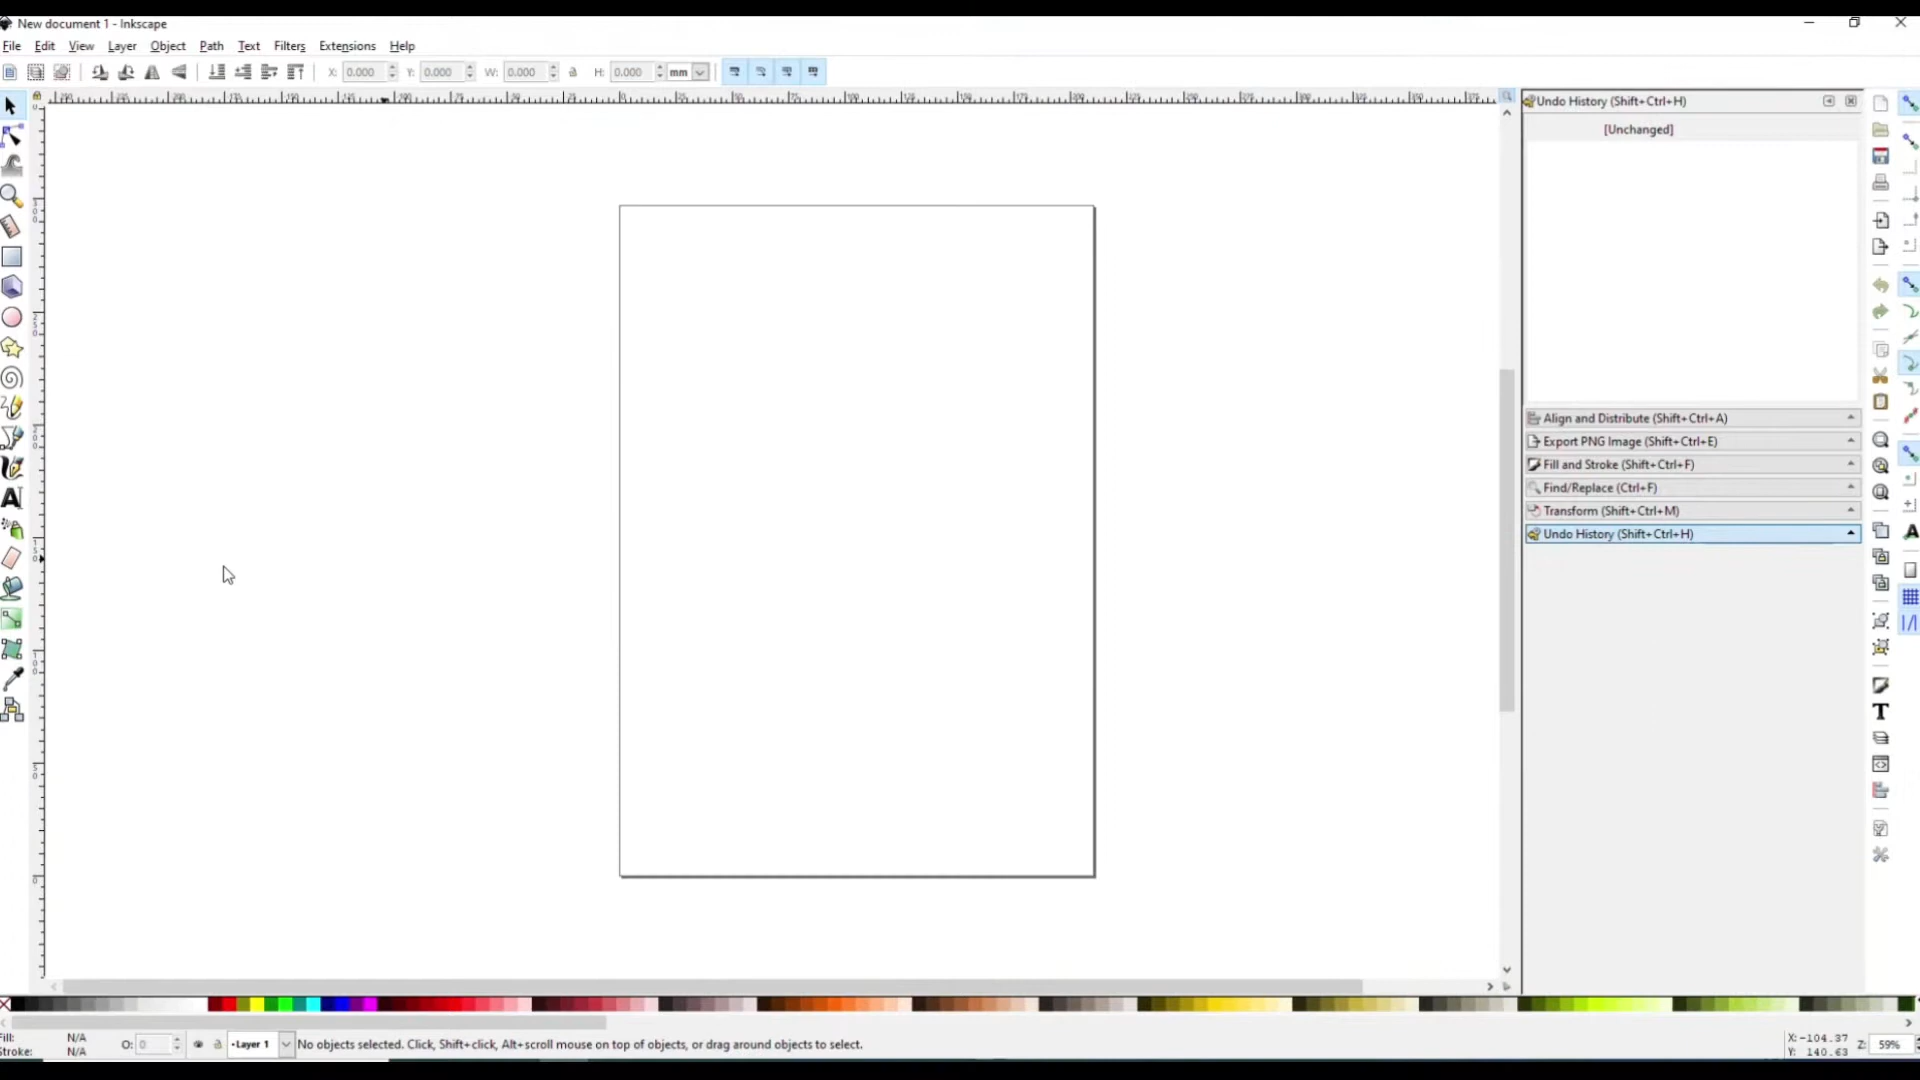 New document 1 - Inkscape
File Edit View Layer Object Path Text Filters Extensions Help
X: 0.000 Y: 0.000 W: 0.000 H: 0.000 mm
Undo History (Shift+Ctrl+H)
[Unchanged]
Align and Distribute (Shift+Ctrl+A)
Export PNG Image (Shift+Ctrl+E)
Fill and Stroke (Shift+Ctrl+F)
Find/Replace (Ctrl+F)
Transform (Shift+Ctrl+M)
Undo History (Shift+Ctrl+H)
Fill: N/A
Stroke: N/A
O: 0
Layer 1
No objects selected. Click, Shift+click, Alt+scroll mouse on top of objects, or drag around objects to select.
X: -104.37
Y: 140.63
Z: 59%